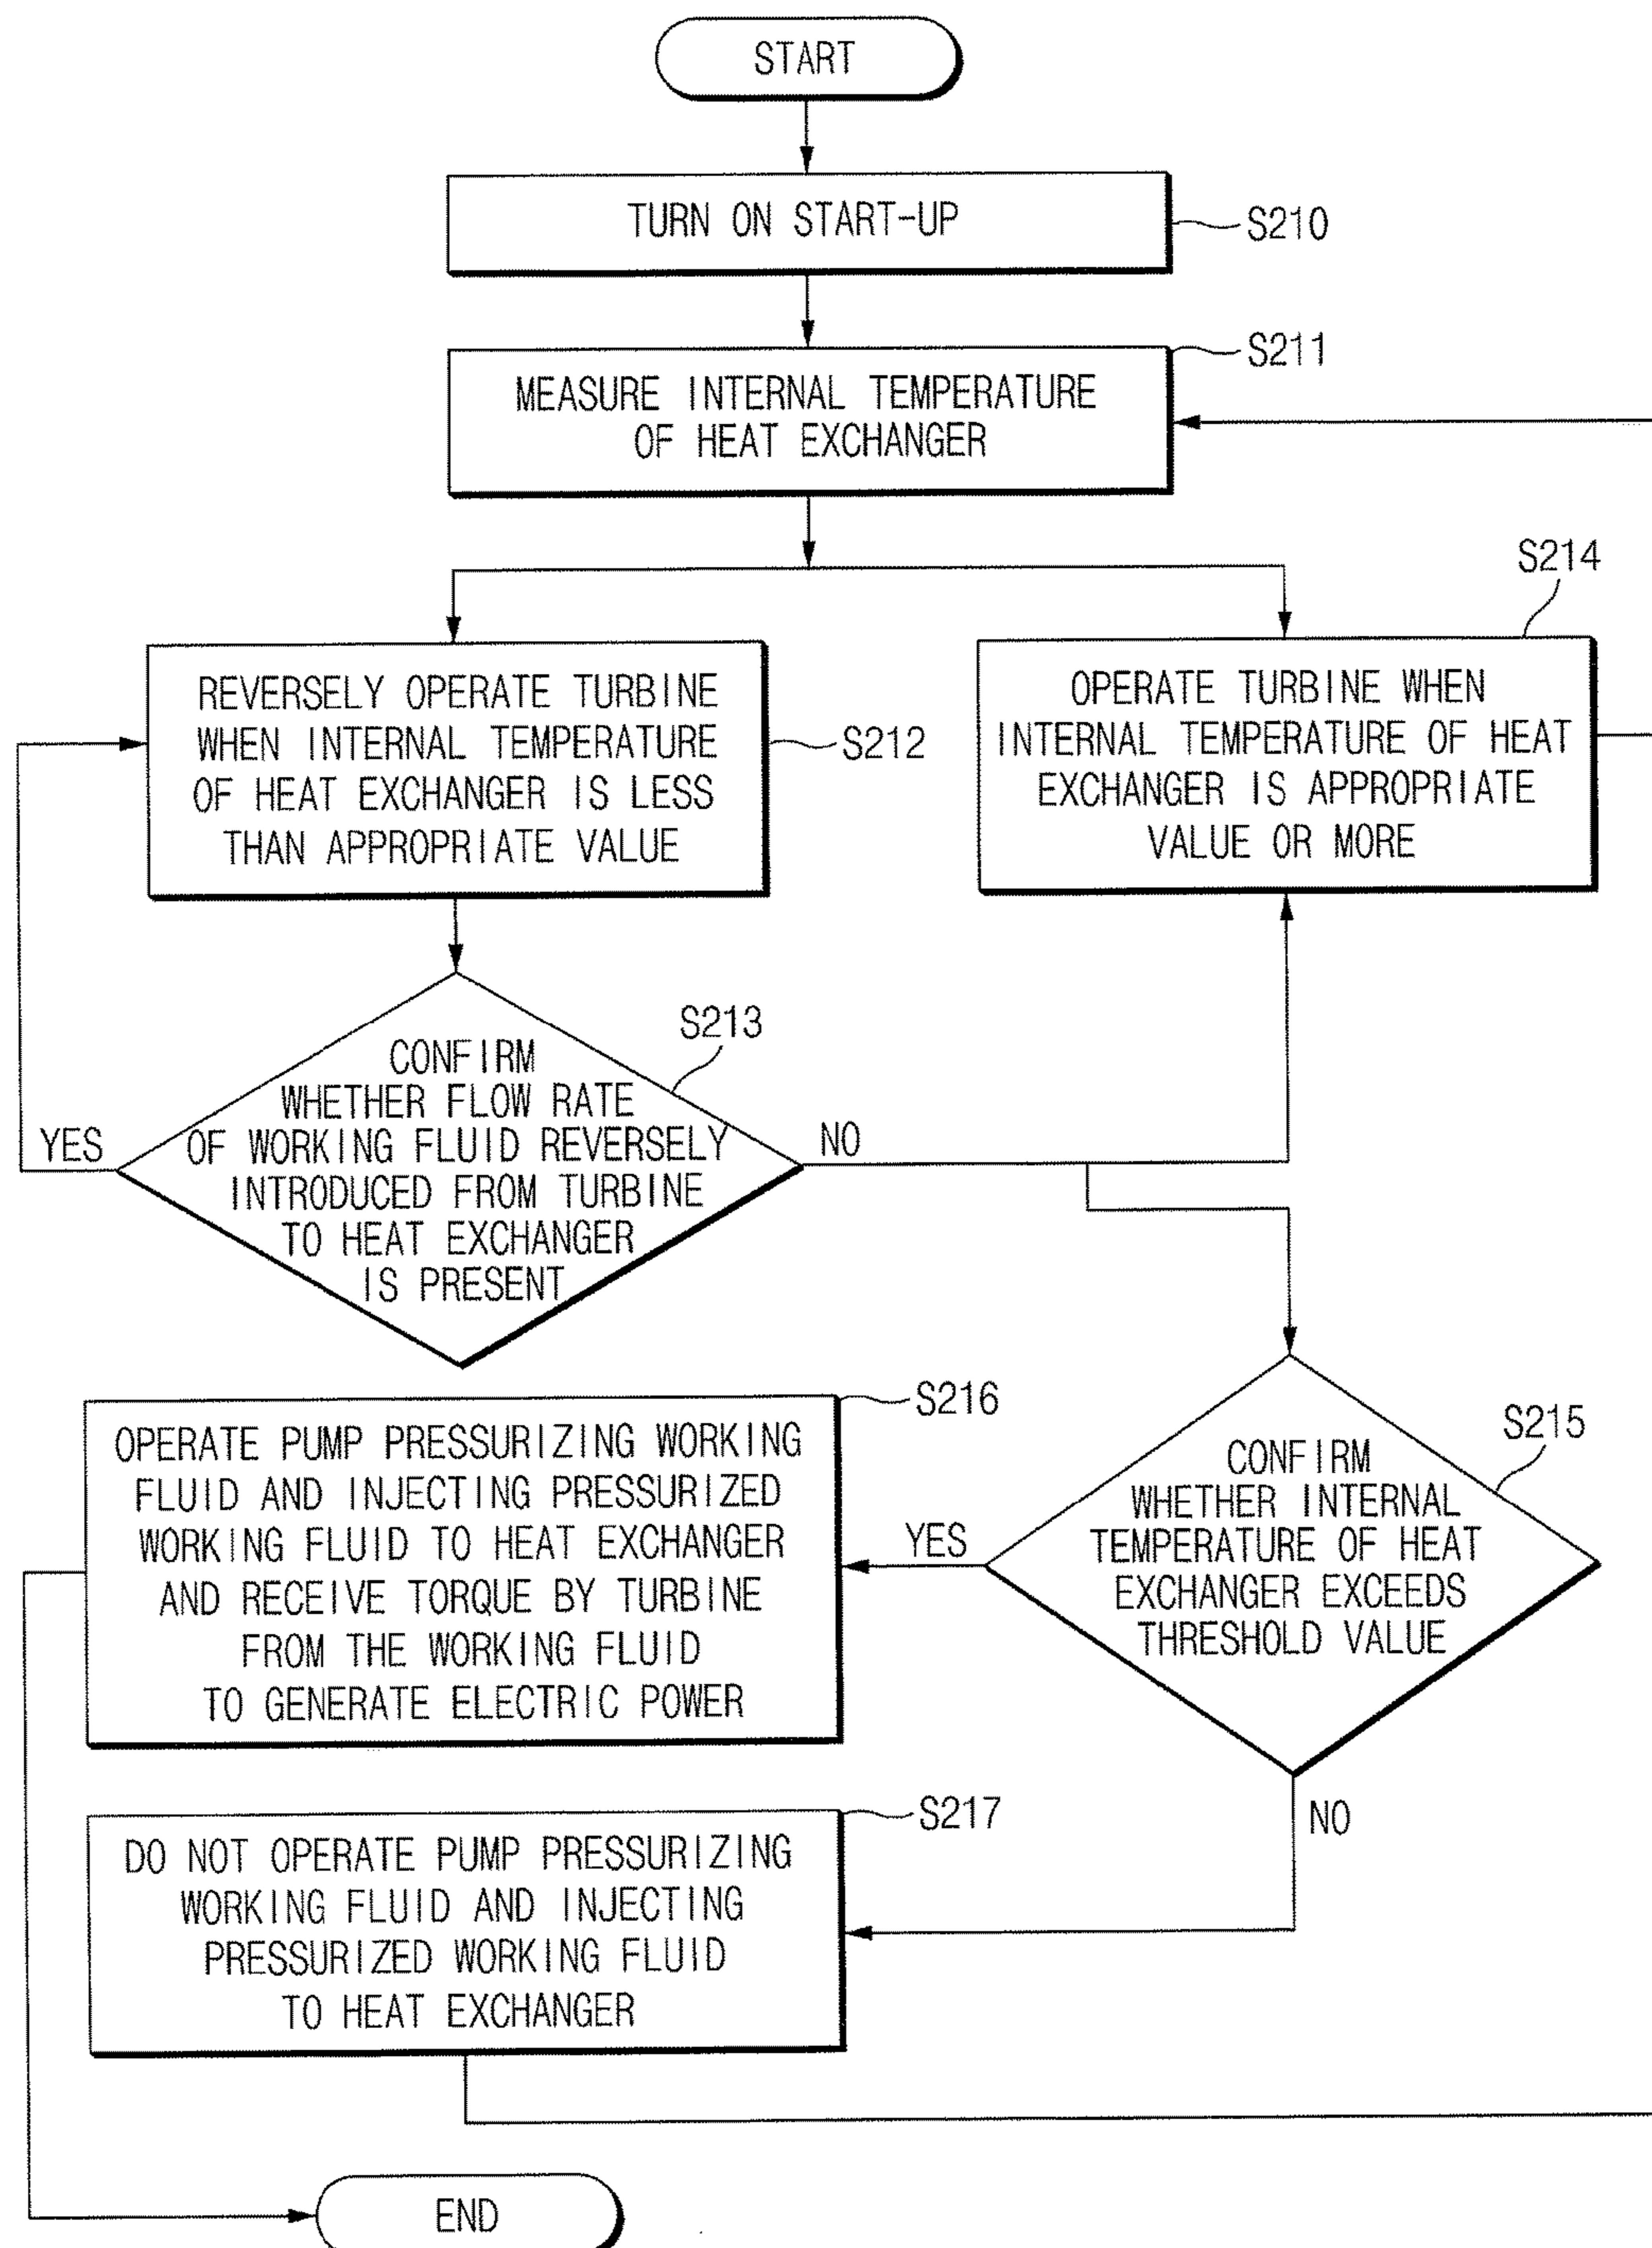 START
TURN ON START-UP
S210
S211
MEASURE INTERNAL TEMPERATURE
OF HEAT EXCHANGER
S214
REVERSELY OPERATE TURBINE
WHEN INTERNAL TEMPERATURE
OF HEAT EXCHANGER IS LESS
THAN APPROPRIATE VALUE
S212
OPERATE TURBINE WHEN
INTERNAL TEMPERATURE OF HEAT
EXCHANGER IS APPROPRIATE
VALUE OR MORE
S213
CONFIRM
WHETHER FLOW RATE
OF WORKING FLUID REVERSELY
INTRODUCED FROM TURBINE
TO HEAT EXCHANGER
IS PRESENT
YES
NO
S216
OPERATE PUMP PRESSURIZING WORKING
FLUID AND INJECTING PRESSURIZED
WORKING FLUID TO HEAT EXCHANGER
AND RECEIVE TORQUE BY TURBINE
FROM THE WORKING FLUID
TO GENERATE ELECTRIC POWER
S215
CONFIRM
WHETHER INTERNAL
TEMPERATURE OF HEAT
EXCHANGER EXCEEDS
THRESHOLD VALUE
YES
NO
S217
DO NOT OPERATE PUMP PRESSURIZING
WORKING FLUID AND INJECTING
PRESSURIZED WORKING FLUID
TO HEAT EXCHANGER
END